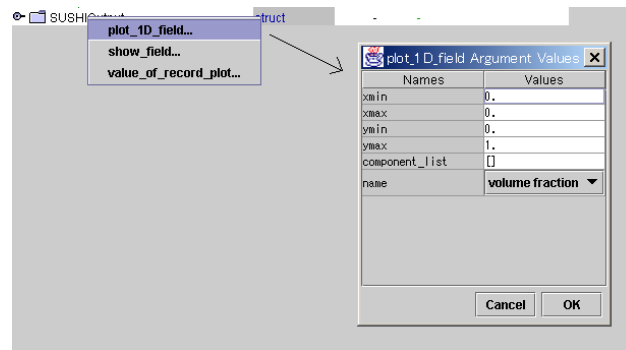 struct - -
plot_1D_field...
show_field...
value_of_record_plot...
plot_1D_field Argument Values
Names Values
xmin 0.
xmax 0.
ymin 0.
ymax 1.
component_list []
name volume fraction
Cancel OK